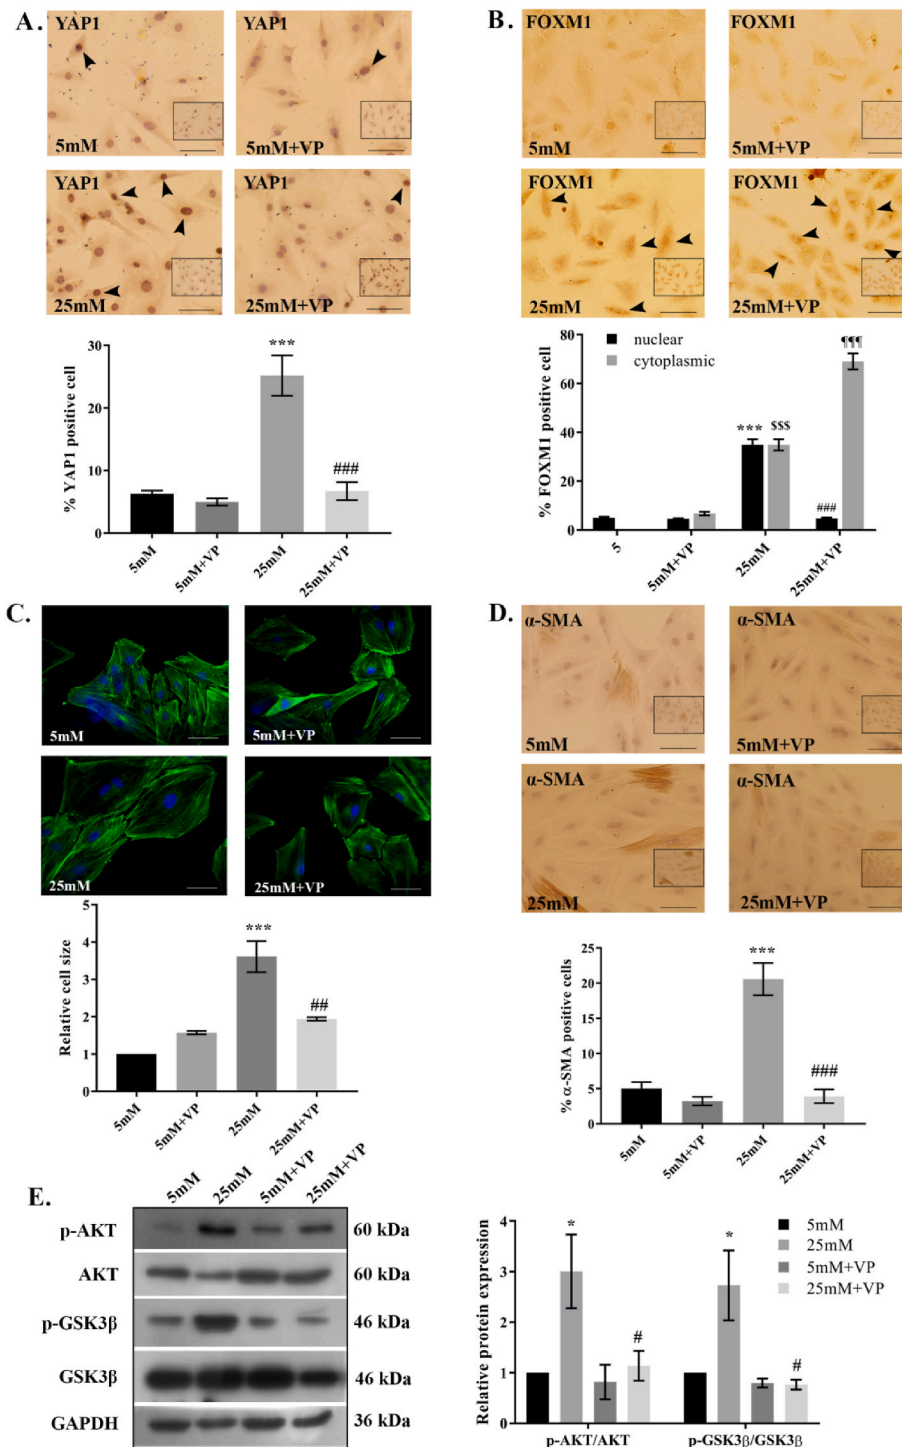 A.
YAP1
YAP1
5mM
5mM+VP
YAP1
YAP1
25mM
25mM+VP
% YAP1 positive cell
30
20
10
0
***
###
5mM
5mM+VP
25mM
25mM+VP
B.
FOXM1
FOXM1
5mM
5mM+VP
FOXM1
FOXM1
25mM
25mM+VP
% FOXM1 positive cell
80
60
40
20
0
nuclear
cytoplasmic
***
$$$
###
¶¶¶
5
5mM+VP
25mM
25mM+VP
C.
5mM
5mM+VP
25mM
25mM+VP
Relative cell size
5
4
3
2
1
0
***
##
5mM
5mM+VP
25mM
25mM+VP
D.
α-SMA
α-SMA
5mM
5mM+VP
α-SMA
α-SMA
25mM
25mM+VP
% α-SMA positive cells
25
20
15
10
5
0
***
###
5mM
5mM+VP
25mM
25mM+VP
E.
5mM
25mM
5mM+VP
25mM+VP
p-AKT 60 kDa
AKT 60 kDa
p-GSK3β 46 kDa
GSK3β 46 kDa
GAPDH 36 kDa
Relative protein expression
4
3
2
1
0
*
#
*
#
5mM
25mM
5mM+VP
25mM+VP
p-AKT/AKT
p-GSK3β/GSK3β